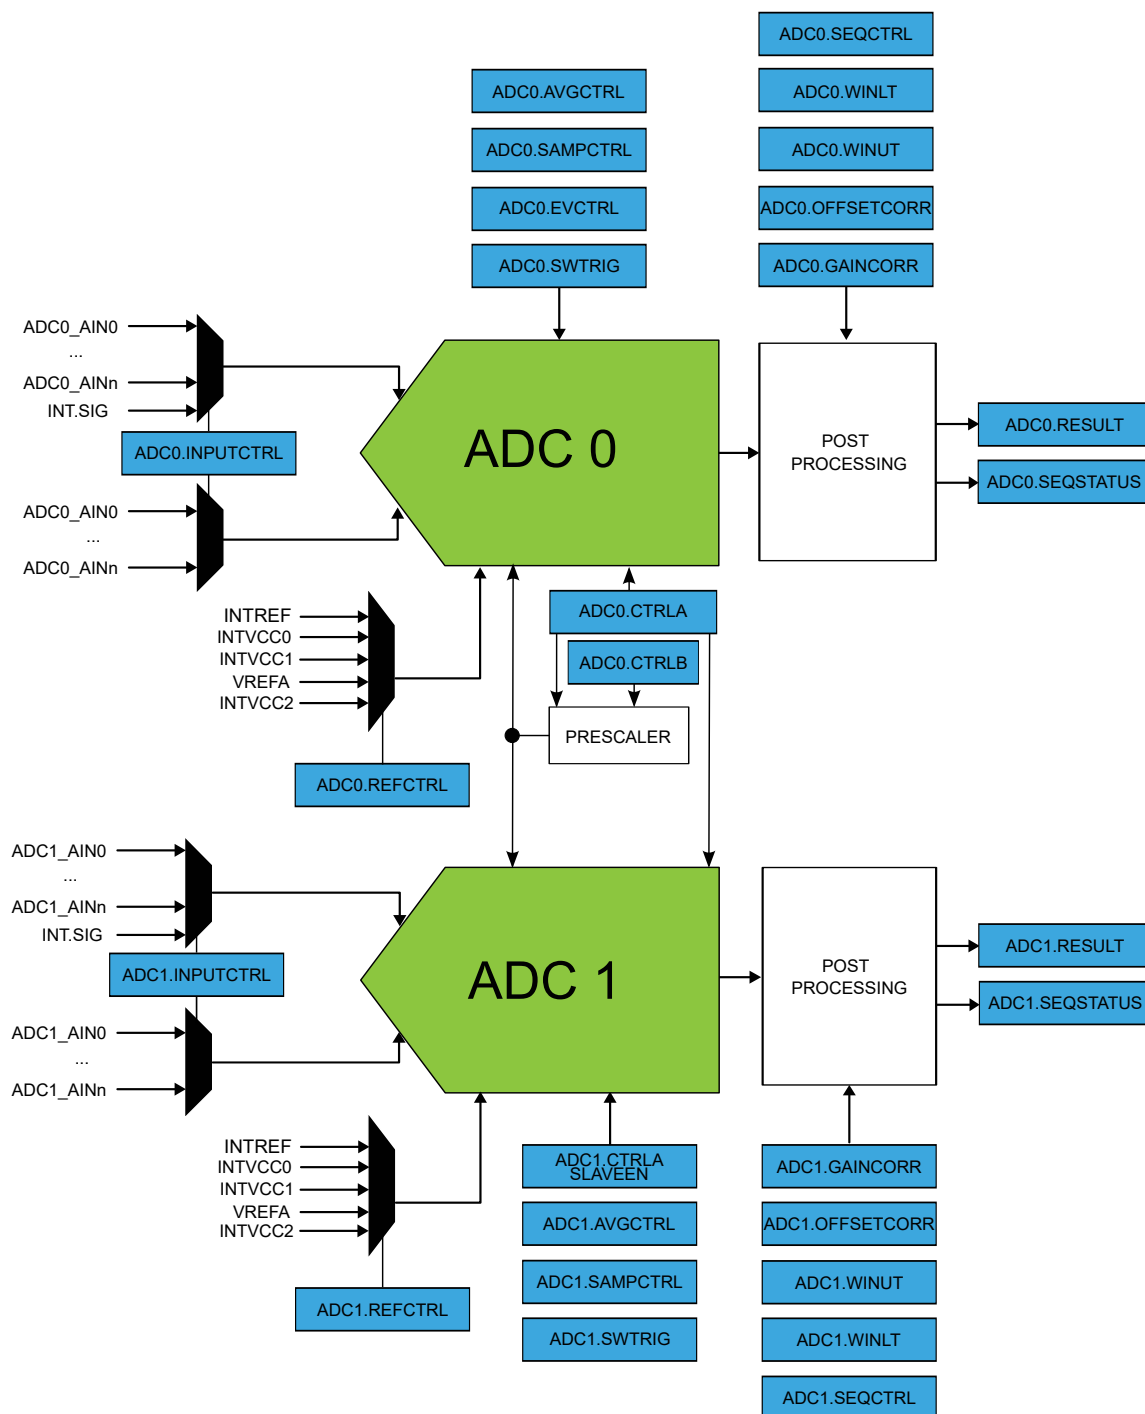 ADC0.SEQCTRL
ADC0.AVGCTRL
ADC0.WINLT
ADC0.SAMPCTRL
ADC0.WINUT
ADC0.EVCTRL
ADC0.OFFSETCORR
ADC0.SWTRIG
ADC0.GAINCORR
ADC0_AIN0
...
ADC0_AINn
INT.SIG
ADC0.INPUTCTRL
ADC0_AIN0
...
ADC0_AINn
ADC 0
POST
PROCESSING
ADC0.RESULT
ADC0.SEQSTATUS
INTREF
INTVCC0
INTVCC1
VREFA
INTVCC2
ADC0.CTRLA
ADC0.CTRLB
PRESCALER
ADC0.REFCTRL
ADC1_AIN0
...
ADC1_AINn
INT.SIG
ADC1.INPUTCTRL
ADC1_AIN0
...
ADC1_AINn
ADC 1
POST
PROCESSING
ADC1.RESULT
ADC1.SEQSTATUS
INTREF
INTVCC0
INTVCC1
VREFA
INTVCC2
ADC1.REFCTRL
ADC1.CTRLA
SLAVEEN
ADC1.AVGCTRL
ADC1.SAMPCTRL
ADC1.SWTRIG
ADC1.GAINCORR
ADC1.OFFSETCORR
ADC1.WINUT
ADC1.WINLT
ADC1.SEQCTRL